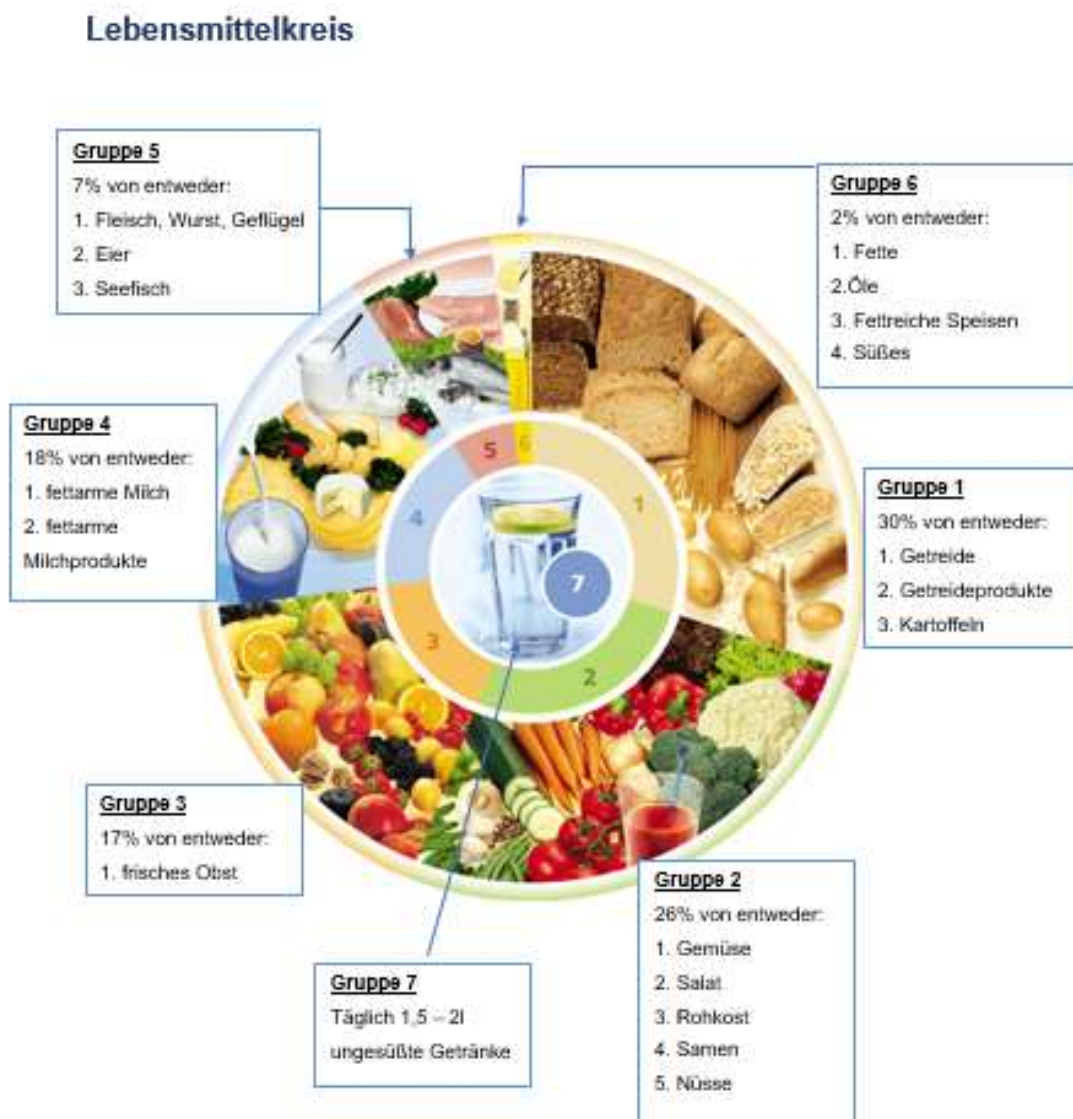 Lebensmittelkreis
Gruppe 5
7% von entweder:
1. Fleisch, Wurst, Geflügel
2. Eier
3. Seefisch
Gruppe 6
2% von entweder:
1. Fette
2.Öle
3. Fettreiche Speisen
4. Süßes
Gruppe 4
18% von entweder:
1. fettarme Milch
2. fettarme
Milchprodukte
Gruppe 1
30% von entweder:
1. Getreide
2. Getreideprodukte
3. Kartoffeln
5
6
4
1
7
3
2
Gruppe 3
17% von entweder:
1. frisches Obst
Gruppe 2
26% von entweder:
1. Gemüse
2. Salat
3. Rohkost
4. Samen
5. Nüsse
Gruppe 7
Täglich 1,5 – 2l
ungesüßte Getränke